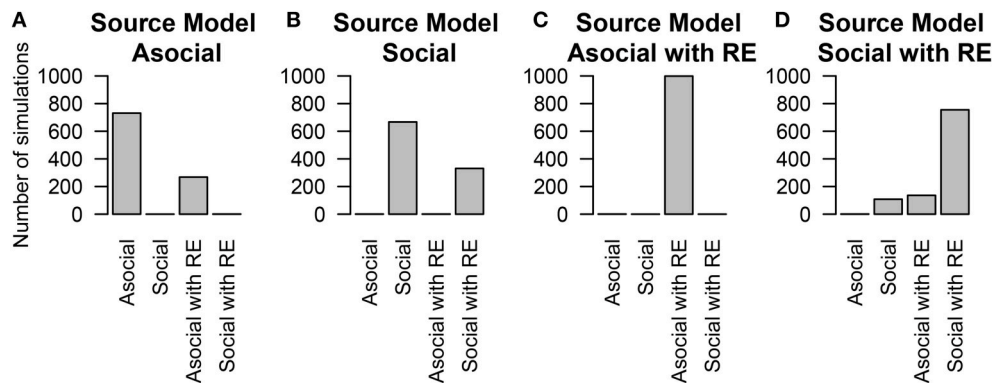 A
Source Model
Asocial
B
Source Model
Social
C
Source Model
Asocial with RE
D
Source Model
Social with RE
Number of simulations
1000
800
600
400
200
0
Asocial
Social
Asocial with RE
Social with RE
1000
800
600
400
200
0
Asocial
Social
Asocial with RE
Social with RE
1000
800
600
400
200
0
Asocial
Social
Asocial with RE
Social with RE
1000
800
600
400
200
0
Asocial
Social
Asocial with RE
Social with RE